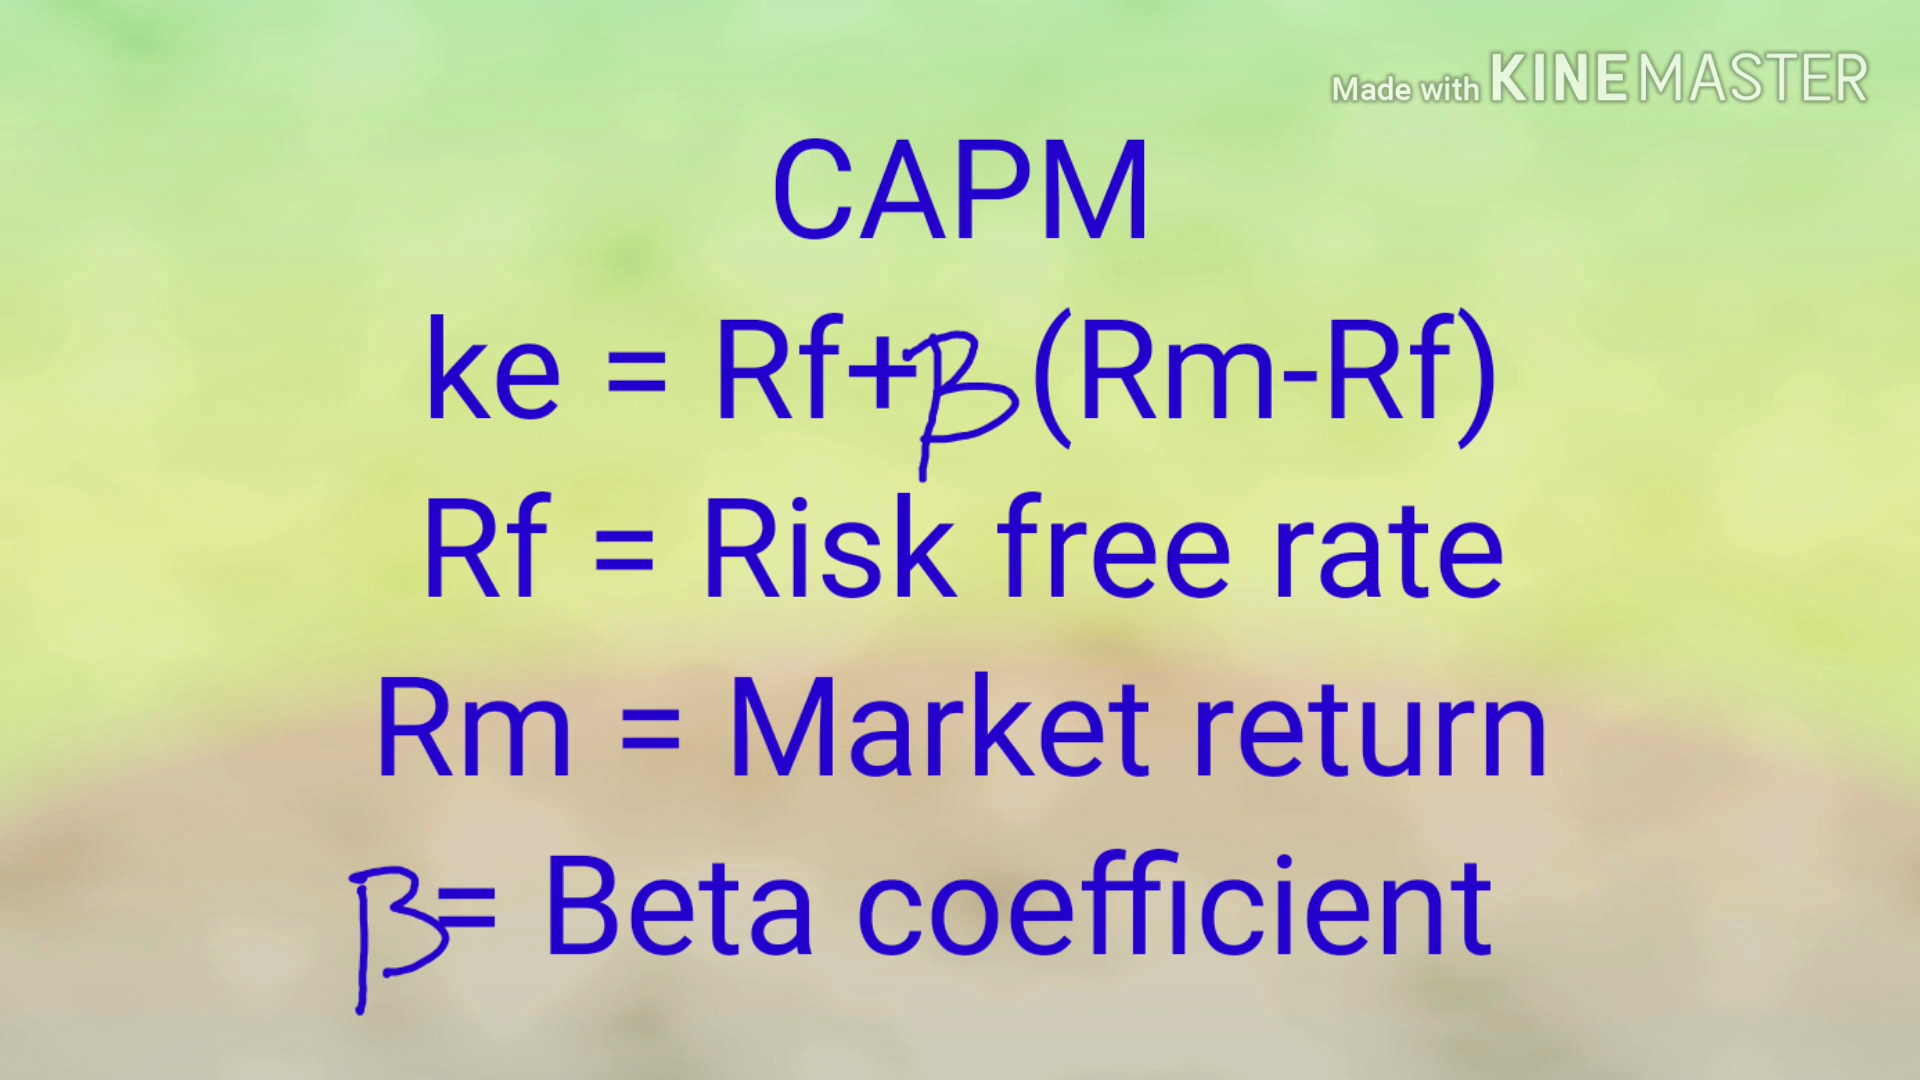 Made with KINEMASTER
CAPM
ke = Rf+β(Rm-Rf)
Rf = Risk free rate
Rm = Market return
β= Beta coefficient